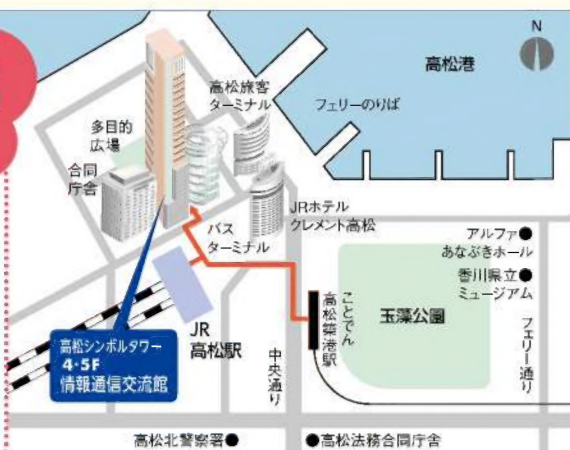 N
高松港
高松旅客
ターミナル
フェリーのりば
多目的
広場
合同
庁舎
JRホテル
クレメント高松
バス
ターミナル
アルファ
あなぶきホール
香川県立
ミュージアム
玉藻公園
ことでん
高松築港駅
JR
高松駅
中央通り
フェリー通り
高松シンボルタワー
4・5F
情報通信交流館
高松北警察署
高松法務合同庁舎